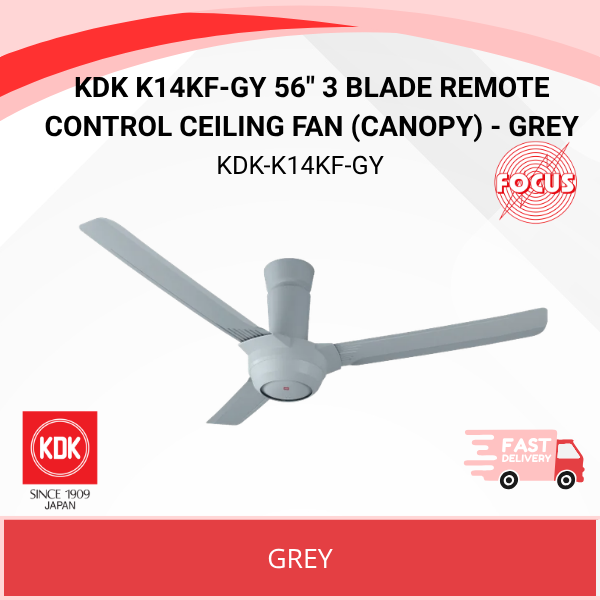 KDK K14KF-GY 56" 3 BLADE REMOTE
CONTROL CEILING FAN (CANOPY) - GREY
KDK-K14KF-GY
FOCUS
KDK
SINCE 1909
JAPAN
FAST
DELIVERY
GREY